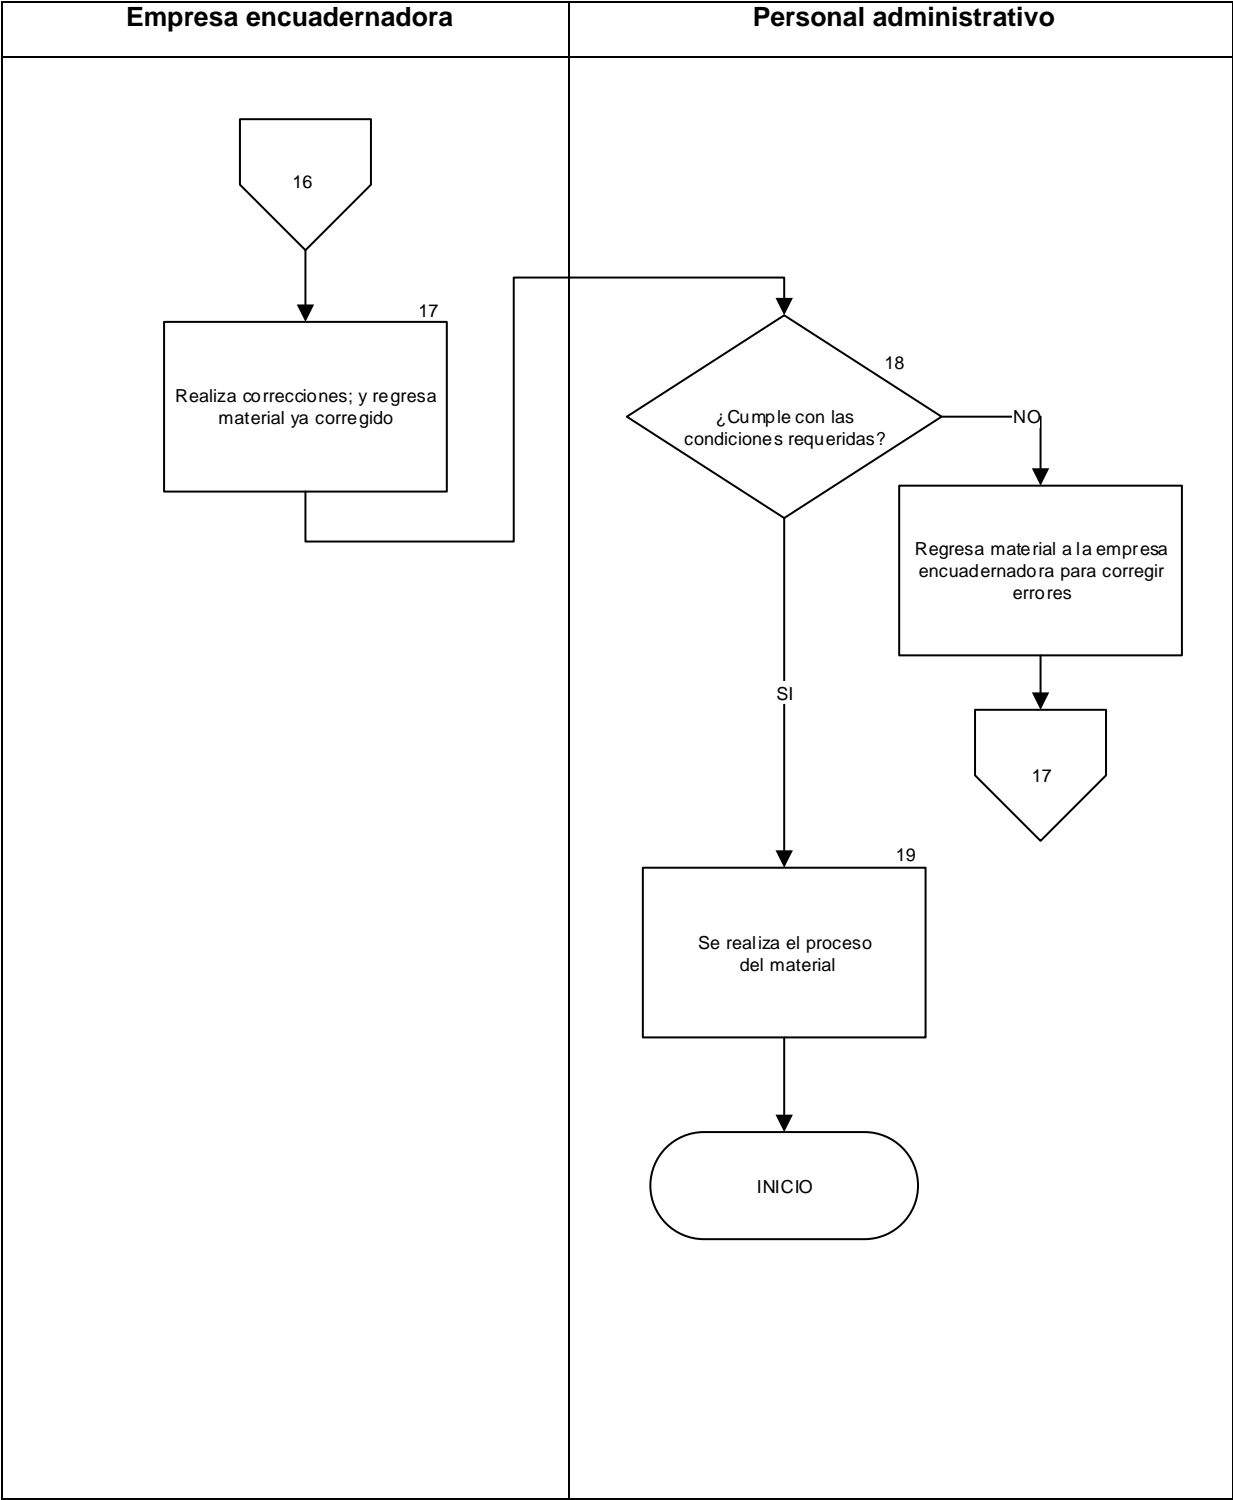 Empresa encuadernadora
Personal administrativo
16
17
Realiza correcciones; y regresa
material ya corregido
18
¿Cumple con las
condiciones requeridas?
NO
Regresa material a la empresa
encuadernadora para corregir
errores
SI
17
19
Se realiza el proceso
del material
INICIO